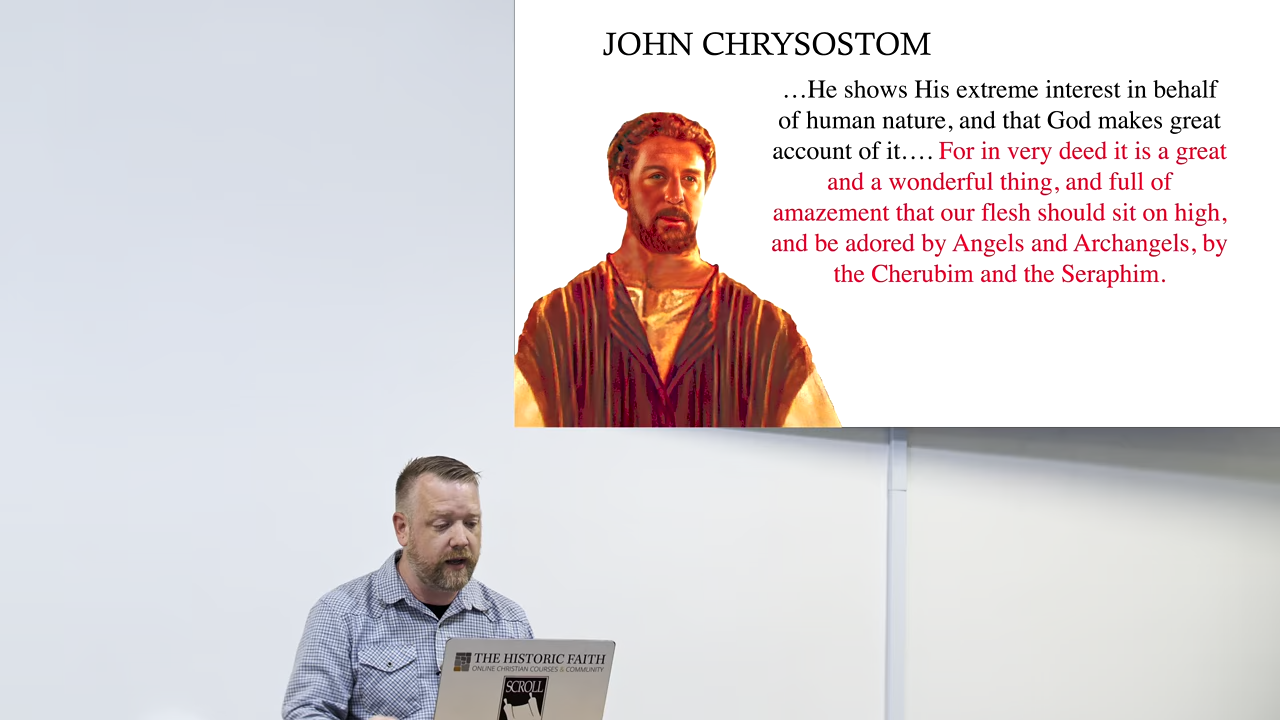 JOHN CHRYSOSTOM
…He shows His extreme interest in behalf
of human nature, and that God makes great
account of it…. For in very deed it is a great
and a wonderful thing, and full of
amazement that our flesh should sit on high,
and be adored by Angels and Archangels, by
the Cherubim and the Seraphim.
THE HISTORIC FAITH
ONLINE CHRISTIAN COURSES & COMMUNITY
SCROLL